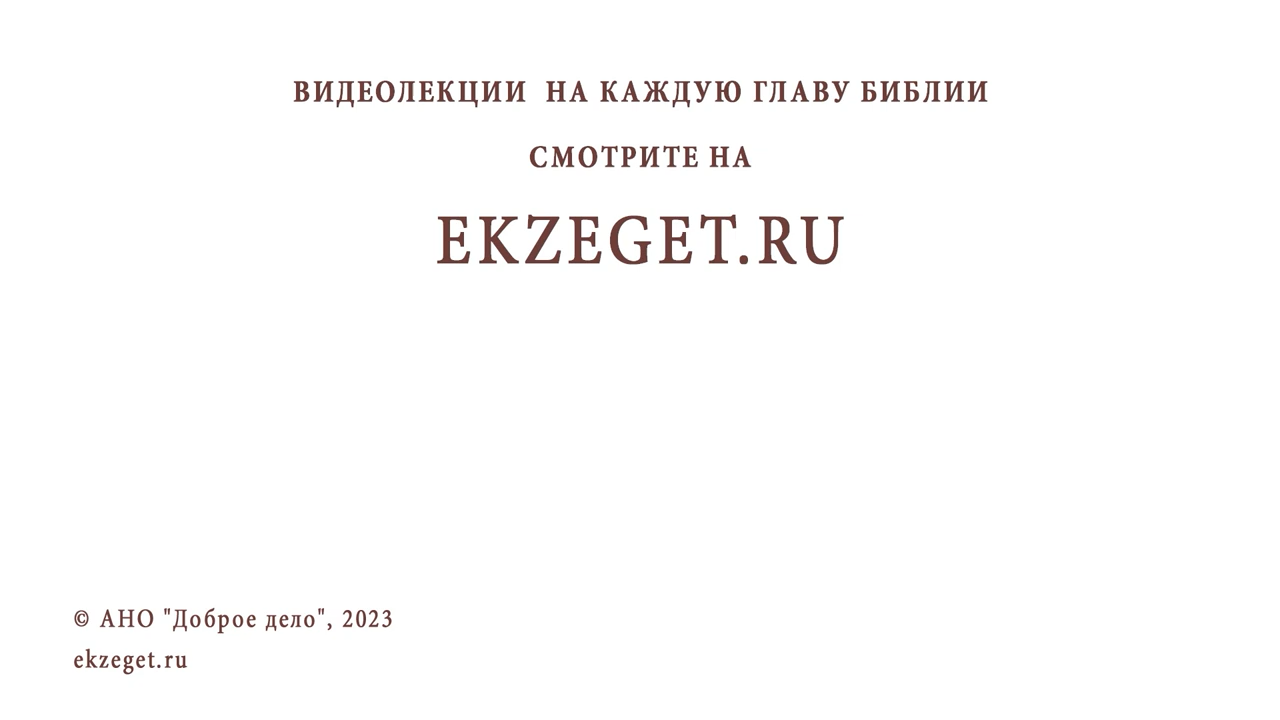 ВИДЕОЛЕКЦИИ НА КАЖДУЮ ГЛАВУ БИБЛИИ
СМОТРИТЕ НА
EKZEGET.RU
© АНО "Доброе дело", 2023
ekzeget.ru